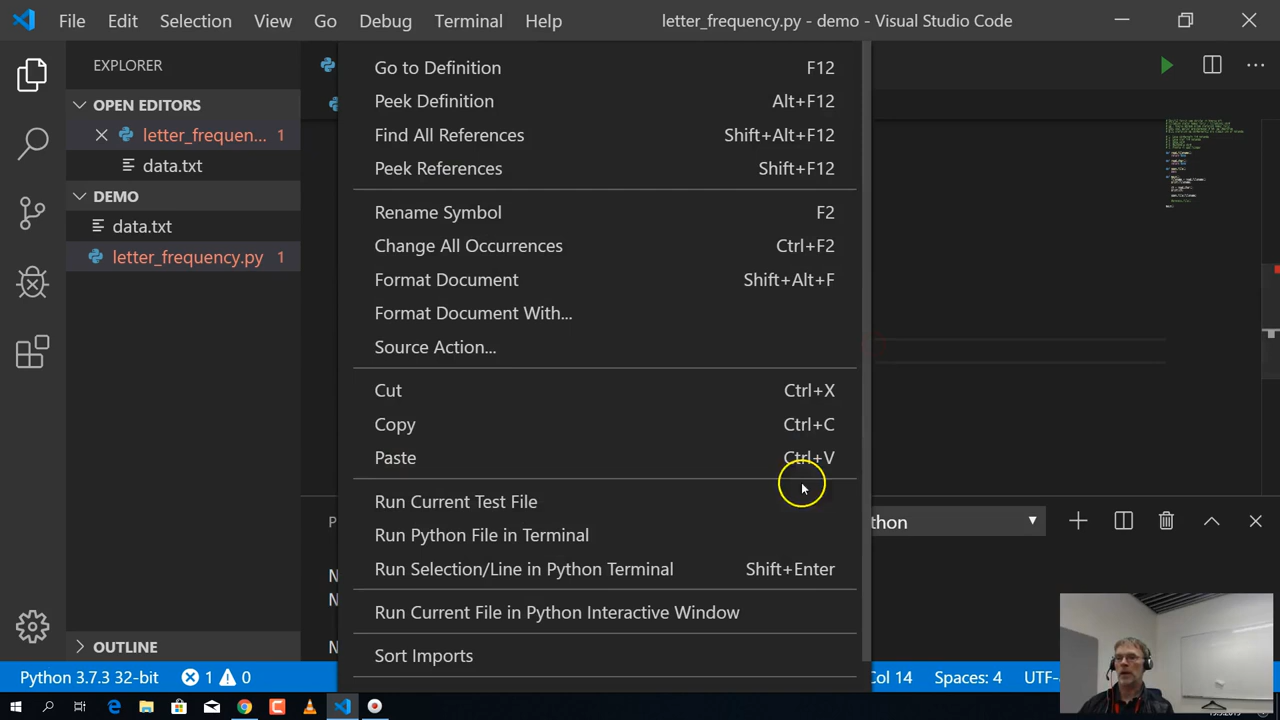 File Edit Selection View Go Debug Terminal Help letter_frequency.py - demo - Visual Studio Code
EXPLORER
OPEN EDITORS
letter_frequen... 1
data.txt
DEMO
data.txt
letter_frequency.py 1
OUTLINE
Go to Definition F12
Peek Definition Alt+F12
Find All References Shift+Alt+F12
Peek References Shift+F12
Rename Symbol F2
Change All Occurrences Ctrl+F2
Format Document Shift+Alt+F
Format Document With...
Source Action...
Cut Ctrl+X
Copy Ctrl+C
Paste Ctrl+V
Run Current Test File
Run Python File in Terminal
Run Selection/Line in Python Terminal Shift+Enter
Run Current File in Python Interactive Window
Sort Imports
P thon
N
N
N
Python 3.7.3 32-bit 1 0 Col 14 Spaces: 4 UTF-